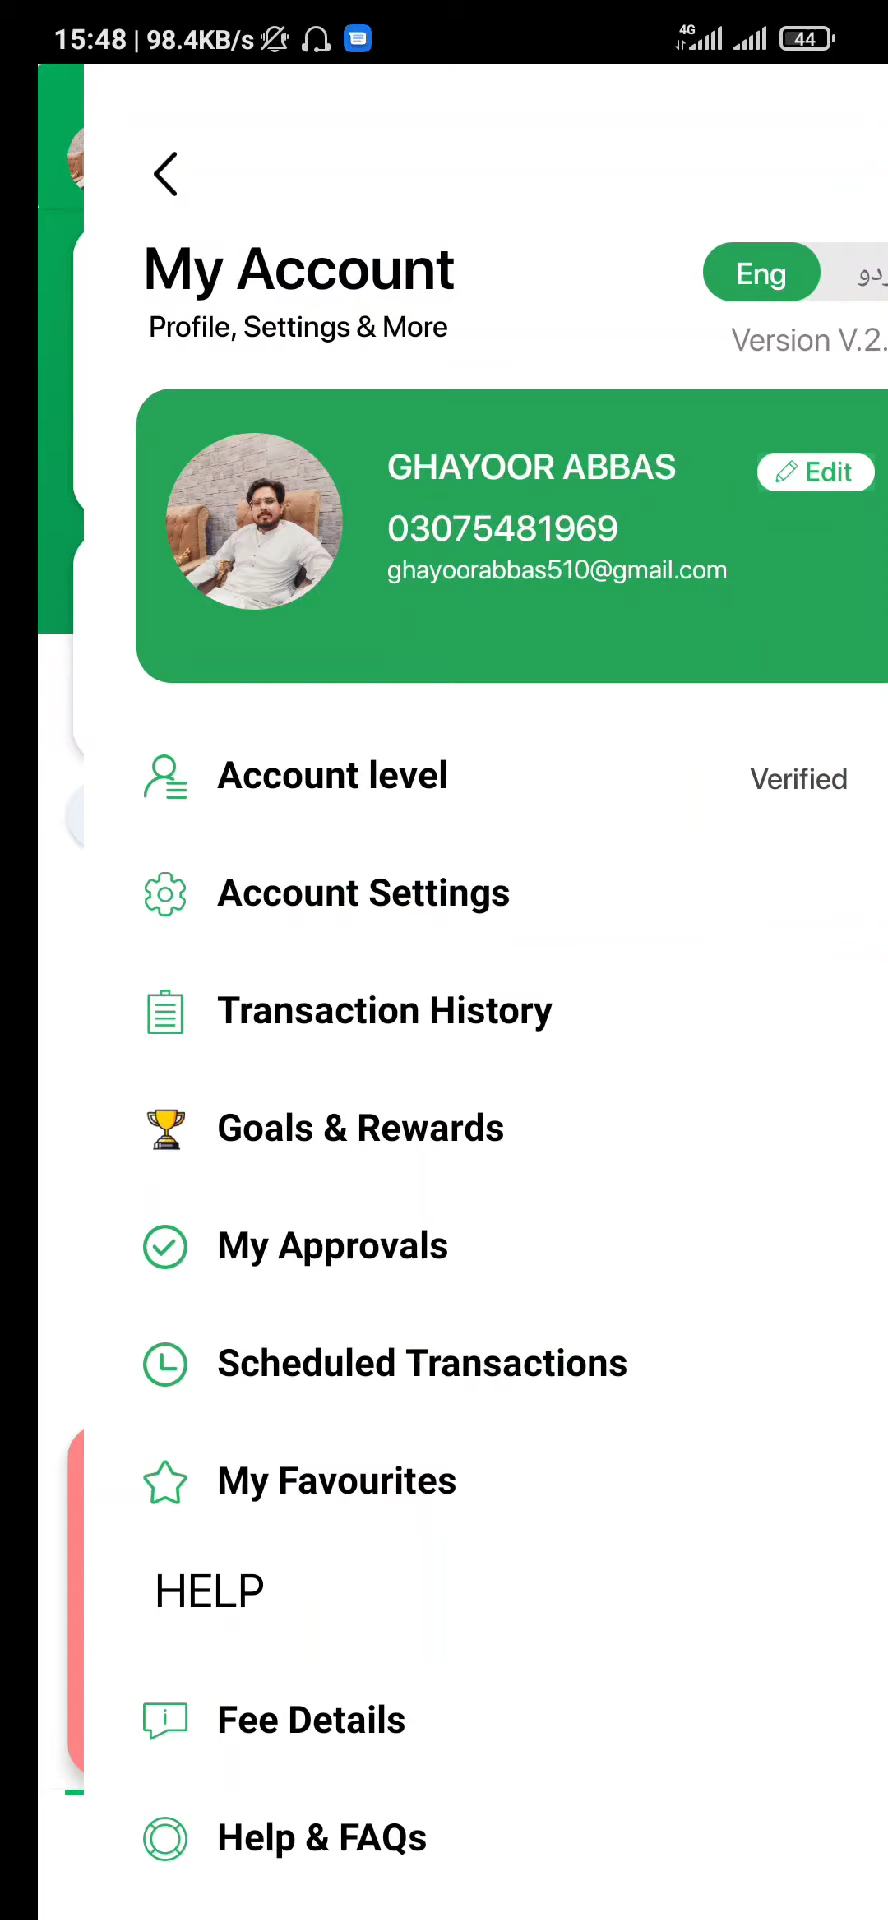 15:48 | 98.4KB/s
4G
44
My Account
Profile, Settings & More
Eng
Version V.2.
GHAYOOR ABBAS
Edit
03075481969
ghayoorabbas510@gmail.com
Account level
Verified
Account Settings
Transaction History
Goals & Rewards
My Approvals
Scheduled Transactions
My Favourites
HELP
Fee Details
Help & FAQs